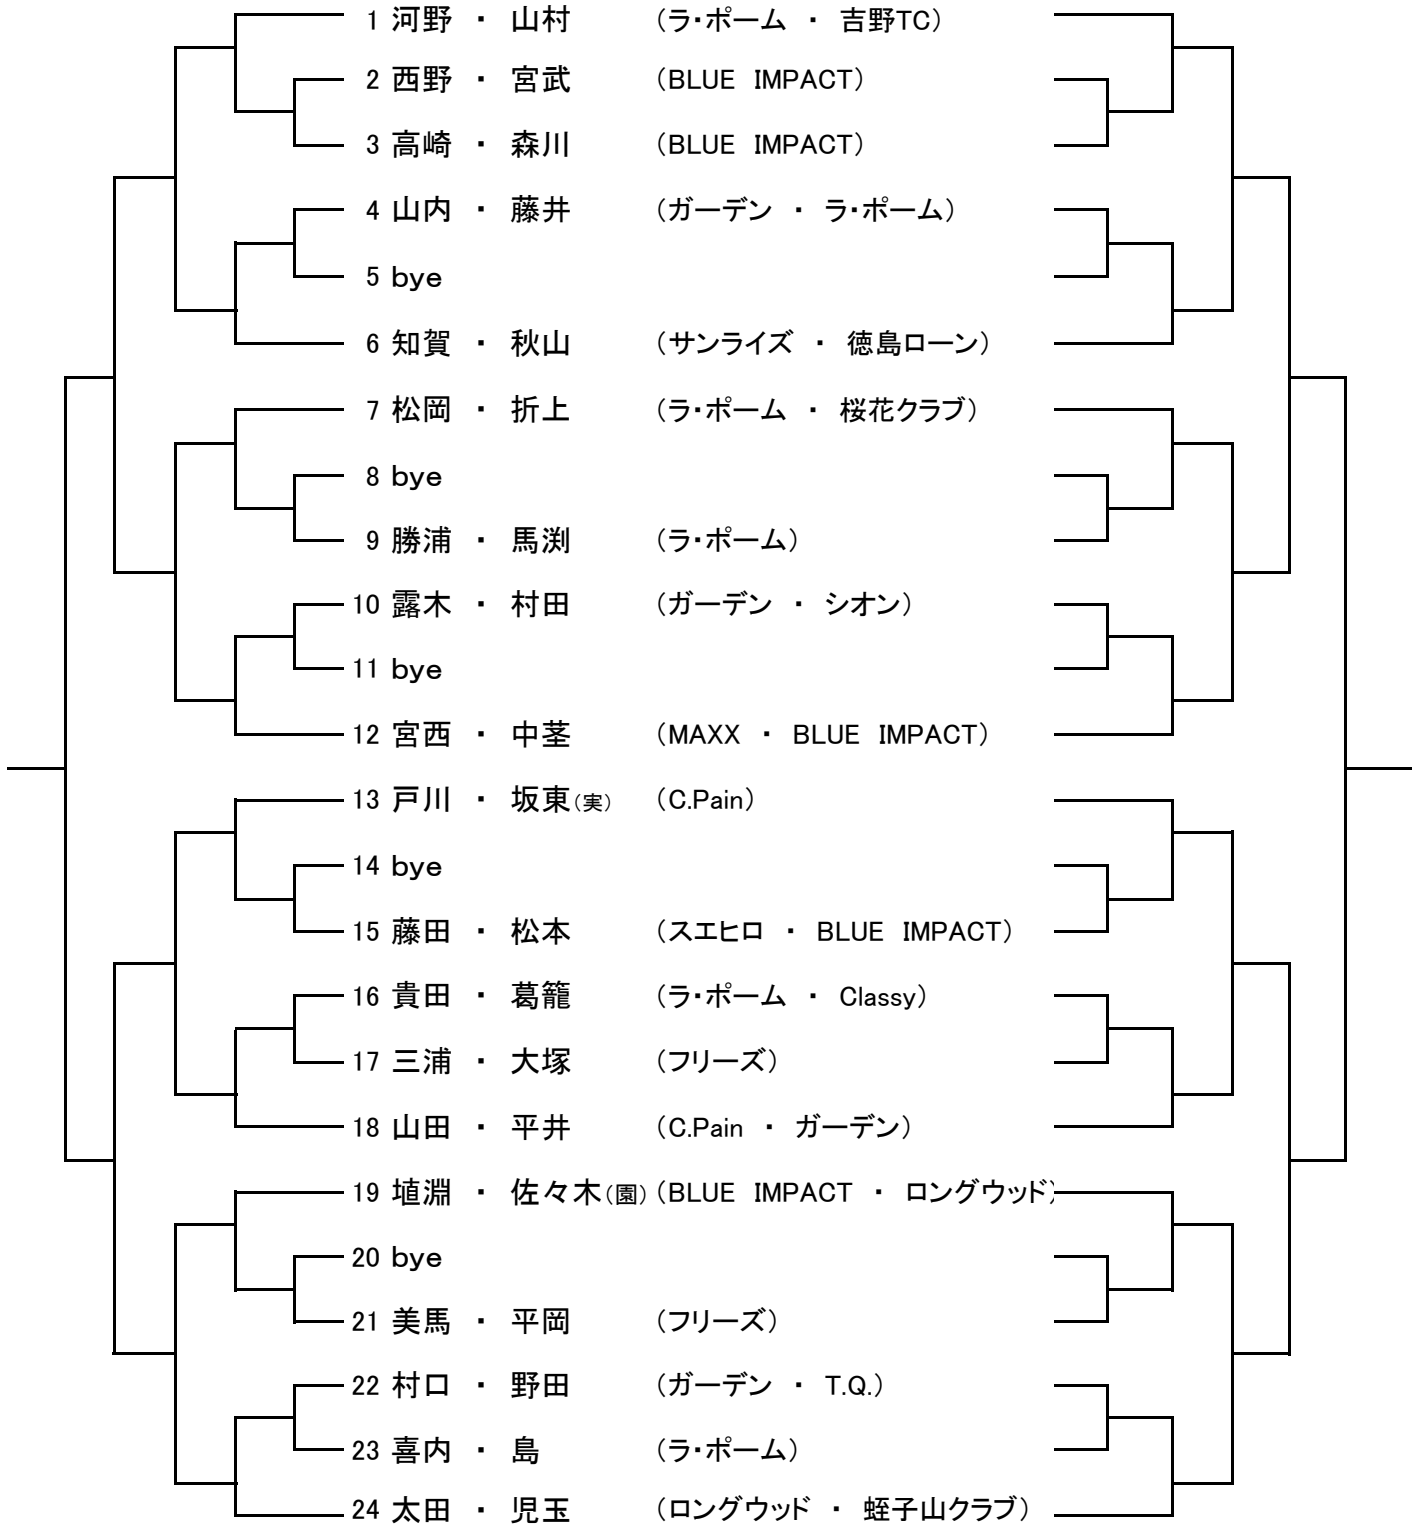 1 河野 ・ 山村 (ラ・ポーム ・ 吉野TC)
2 西野 ・ 宮武 (BLUE IMPACT)
3 高崎 ・ 森川 (BLUE IMPACT)
4 山内 ・ 藤井 (ガーデン ・ ラ・ポーム)
5 bye
6 知賀 ・ 秋山 (サンライズ ・ 徳島ローン)
7 松岡 ・ 折上 (ラ・ポーム ・ 桜花クラブ)
8 bye
9 勝浦 ・ 馬渕 (ラ・ポーム)
10 露木 ・ 村田 (ガーデン ・ シオン)
11 bye
12 宮西 ・ 中茎 (MAXX ・ BLUE IMPACT)
13 戸川 ・ 坂東(実) (C.Pain)
14 bye
15 藤田 ・ 松本 (スエヒロ ・ BLUE IMPACT)
16 貴田 ・ 葛籠 (ラ・ポーム ・ Classy)
17 三浦 ・ 大塚 (フリーズ)
18 山田 ・ 平井 (C.Pain ・ ガーデン)
19 埴淵 ・ 佐々木(園) (BLUE IMPACT ・ ロングウッド)
20 bye
21 美馬 ・ 平岡 (フリーズ)
22 村口 ・ 野田 (ガーデン ・ T.Q.)
23 喜内 ・ 島 (ラ・ポーム)
24 太田 ・ 児玉 (ロングウッド ・ 蛭子山クラブ)